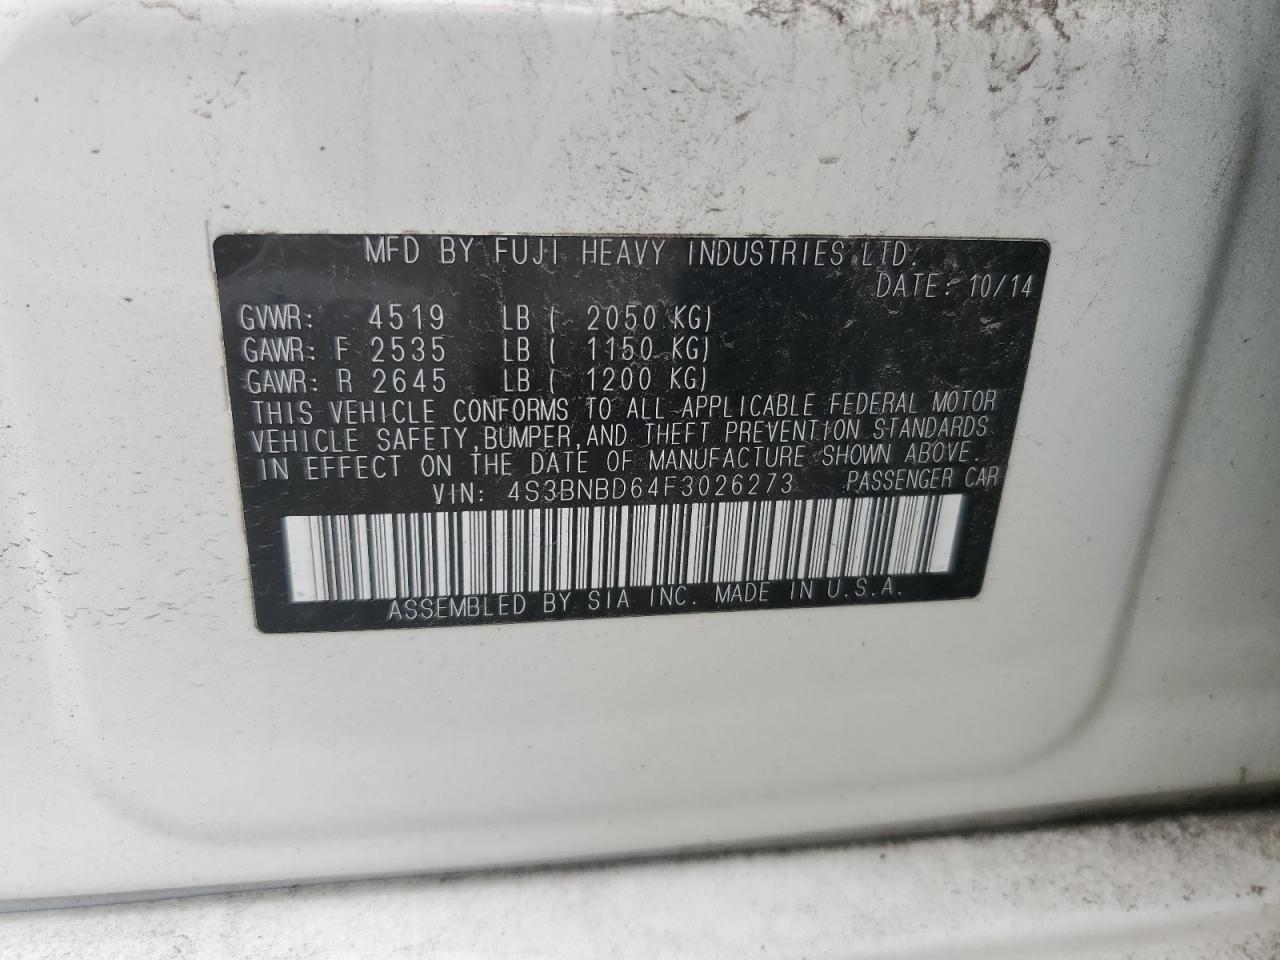 MFD BY FUJI HEAVY INDUSTRIES LTD.
DATE: 10/14
GVWR: 4519 LB ( 2050 KG)
GAWR: F 2535 LB ( 1150 KG)
GAWR: R 2645 LB ( 1200 KG)
THIS VEHICLE CONFORMS TO ALL APPLICABLE FEDERAL MOTOR
VEHICLE SAFETY, BUMPER, AND THEFT PREVENTION STANDARDS
IN EFFECT ON THE DATE OF MANUFACTURE SHOWN ABOVE.
VIN: 4S3BNBD64F3026273 PASSENGER CAR
ASSEMBLED BY SIA INC. MADE IN U.S.A.